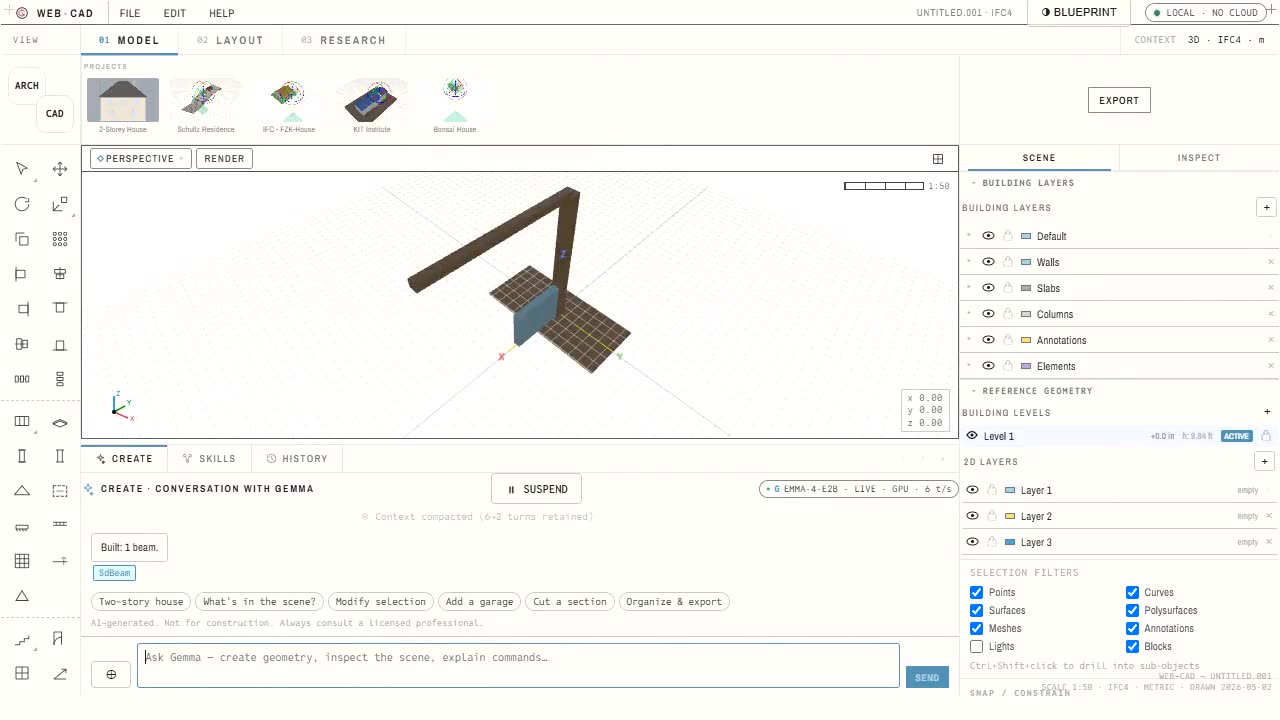 WEB-CAD FILE EDIT HELP UNTITLED.001 · IFC4 BLUEPRINT LOCAL · NO CLOUD
VIEW 01 MODEL 02 LAYOUT 03 RESEARCH CONTEXT 3D · IFC4 · m
PROJECTS
ARCH
CAD
2-Storey House Schultz Residence IFC - FZK-House KIT Institute Bonsai House
EXPORT
PERSPECTIVE RENDER
1:50
Z
X
Y
Z
Y
X
x 0.00
y 0.00
z 0.00
SCENE INSPECT
BUILDING LAYERS
BUILDING LAYERS +
Default
Walls ×
Slabs ×
Columns ×
Annotations ×
Elements ×
REFERENCE GEOMETRY
BUILDING LEVELS +
Level 1 +0.0 in h: 9.84 ft ACTIVE
2D LAYERS +
Layer 1 empty
Layer 2 empty ×
Layer 3 empty ×
SELECTION FILTERS
Points Curves
Surfaces Polysurfaces
Meshes Annotations
Lights Blocks
Ctrl+Shift+click to drill into sub-objects
WEB-CAD — UNTITLED.001
SCALE 1:50 · IFC4 · METRIC · DRAWN 2026-05-02
SNAP / CONSTRAIN
CREATE SKILLS HISTORY
CREATE · CONVERSATION WITH GEMMA SUSPEND GEMMA-4-E2B · LIVE · GPU · 6 t/s
※ Context compacted (6→2 turns retained)
Built: 1 beam.
SdBeam
Two-story house What's in the scene? Modify selection Add a garage Cut a section Organize & export
AI-generated. Not for construction. Always consult a licensed professional.
Ask Gemma — create geometry, inspect the scene, explain commands…
SEND